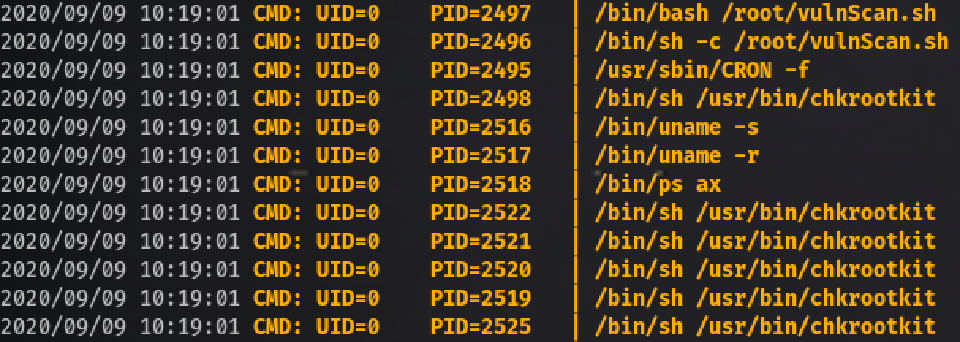 2020/09/09 10:19:01 CMD: UID=0    PID=2497   | /bin/bash /root/vulnScan.sh
2020/09/09 10:19:01 CMD: UID=0    PID=2496   | /bin/sh -c /root/vulnScan.sh
2020/09/09 10:19:01 CMD: UID=0    PID=2495   | /usr/sbin/CRON -f
2020/09/09 10:19:01 CMD: UID=0    PID=2498   | /bin/sh /usr/bin/chkrootkit
2020/09/09 10:19:01 CMD: UID=0    PID=2516   | /bin/uname -s
2020/09/09 10:19:01 CMD: UID=0    PID=2517   | /bin/uname -r
2020/09/09 10:19:01 CMD: UID=0    PID=2518   | /bin/ps ax
2020/09/09 10:19:01 CMD: UID=0    PID=2522   | /bin/sh /usr/bin/chkrootkit
2020/09/09 10:19:01 CMD: UID=0    PID=2521   | /bin/sh /usr/bin/chkrootkit
2020/09/09 10:19:01 CMD: UID=0    PID=2520   | /bin/sh /usr/bin/chkrootkit
2020/09/09 10:19:01 CMD: UID=0    PID=2519   | /bin/sh /usr/bin/chkrootkit
2020/09/09 10:19:01 CMD: UID=0    PID=2525   | /bin/sh /usr/bin/chkrootkit